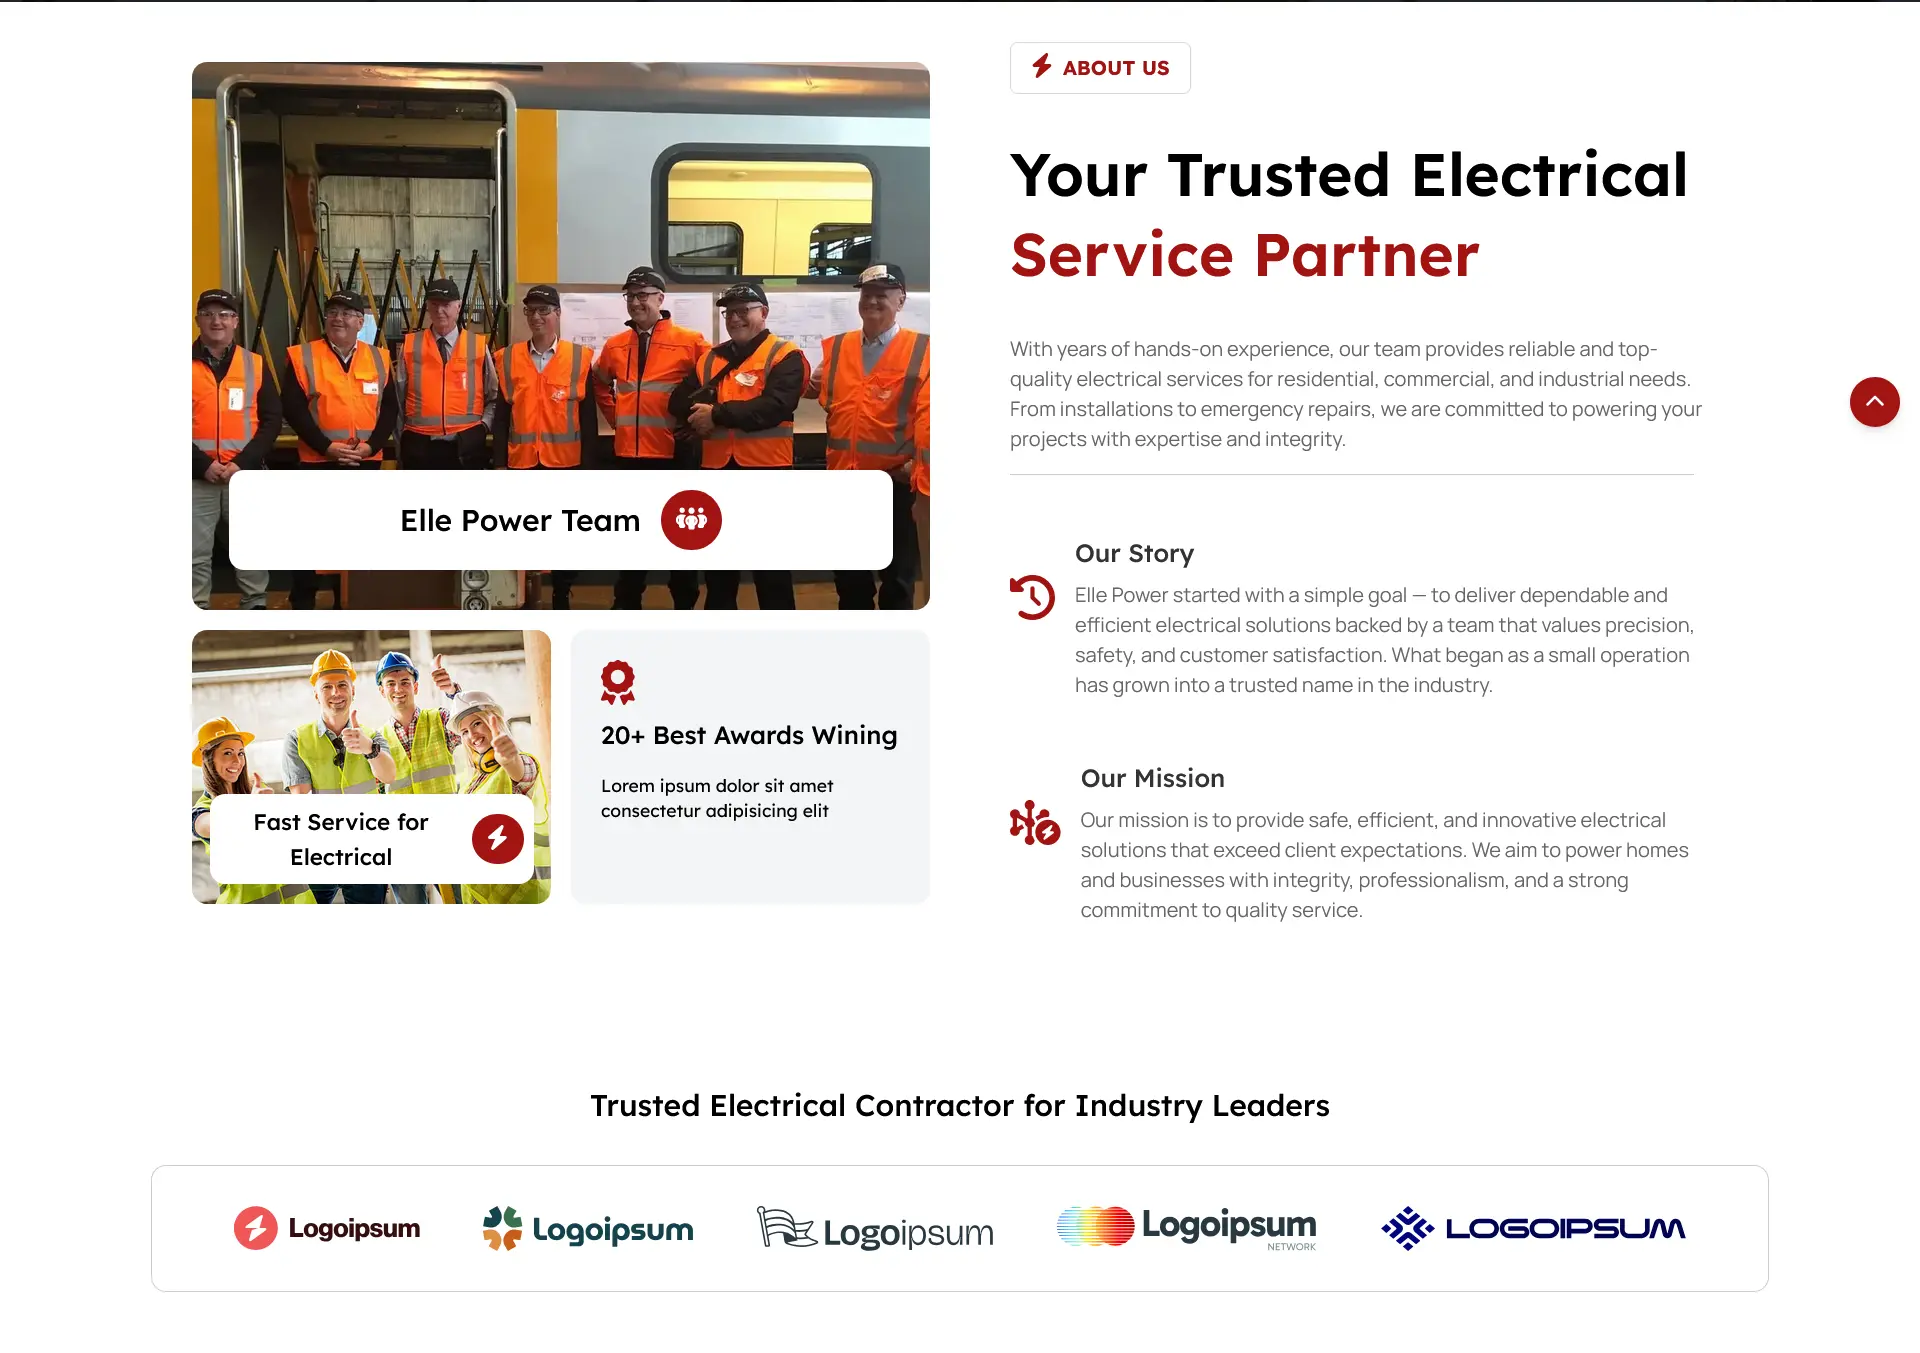 ABOUT US
Your Trusted Electrical
Service Partner
With years of hands-on experience, our team provides reliable and top-
quality electrical services for residential, commercial, and industrial needs.
From installations to emergency repairs, we are committed to powering your
projects with expertise and integrity.
Elle Power Team
Our Story
Elle Power started with a simple goal — to deliver dependable and
efficient electrical solutions backed by a team that values precision,
safety, and customer satisfaction. What began as a small operation
has grown into a trusted name in the industry.
Fast Service for
Electrical
20+ Best Awards Wining
Lorem ipsum dolor sit amet
consectetur adipisicing elit
Our Mission
Our mission is to provide safe, efficient, and innovative electrical
solutions that exceed client expectations. We aim to power homes
and businesses with integrity, professionalism, and a strong
commitment to quality service.
Trusted Electrical Contractor for Industry Leaders
Logoipsum
Logoipsum
Logoipsum
Logoipsum
NETWORK
LOGOIPSUM